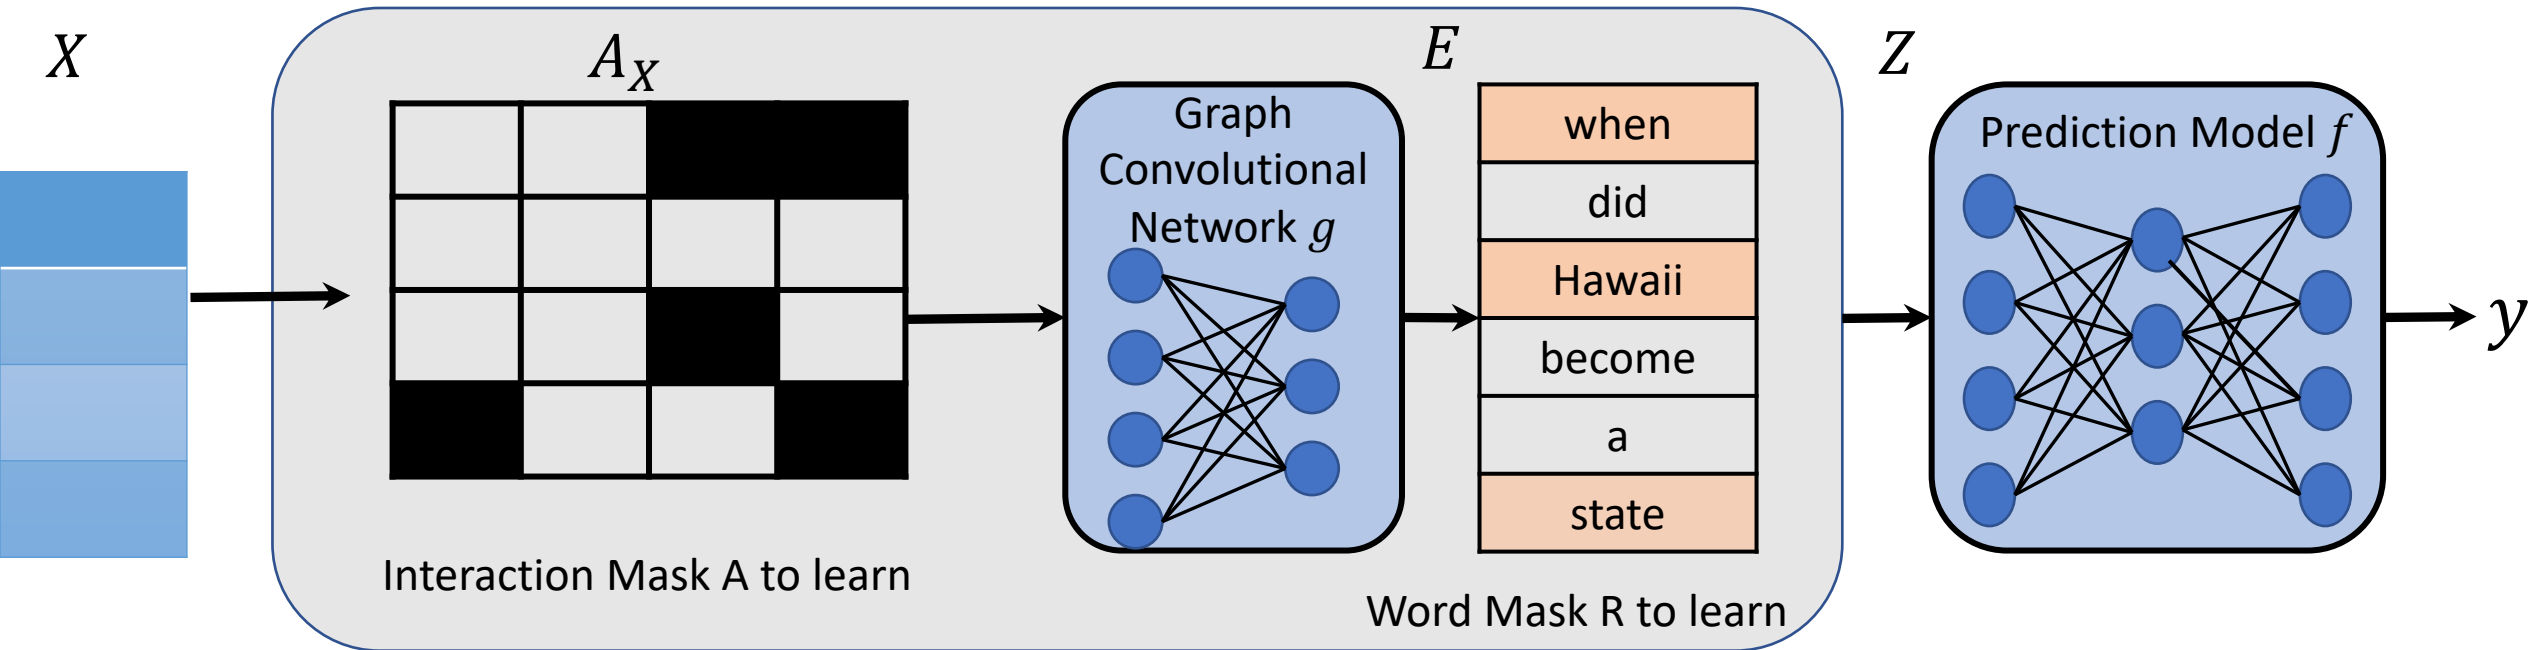 X
A_X
Interaction Mask A to learn
Graph
Convolutional
Network g
E
when
did
Hawaii
become
a
state
Word Mask R to learn
Z
Prediction Model f
y